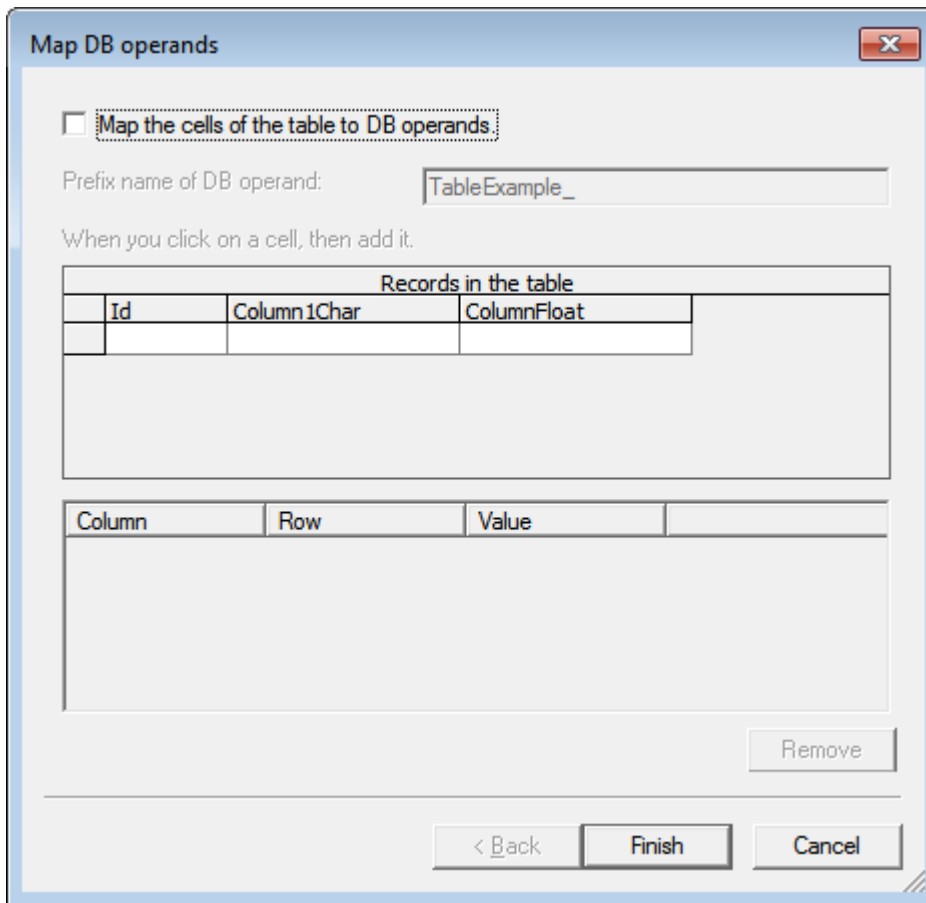 Map DB operands
Map the cells of the table to DB operands.
Prefix name of DB operand: TableExample_
When you click on a cell, then add it.
Records in the table
Id Column1Char ColumnFloat
Column Row Value
Remove
< Back Finish Cancel